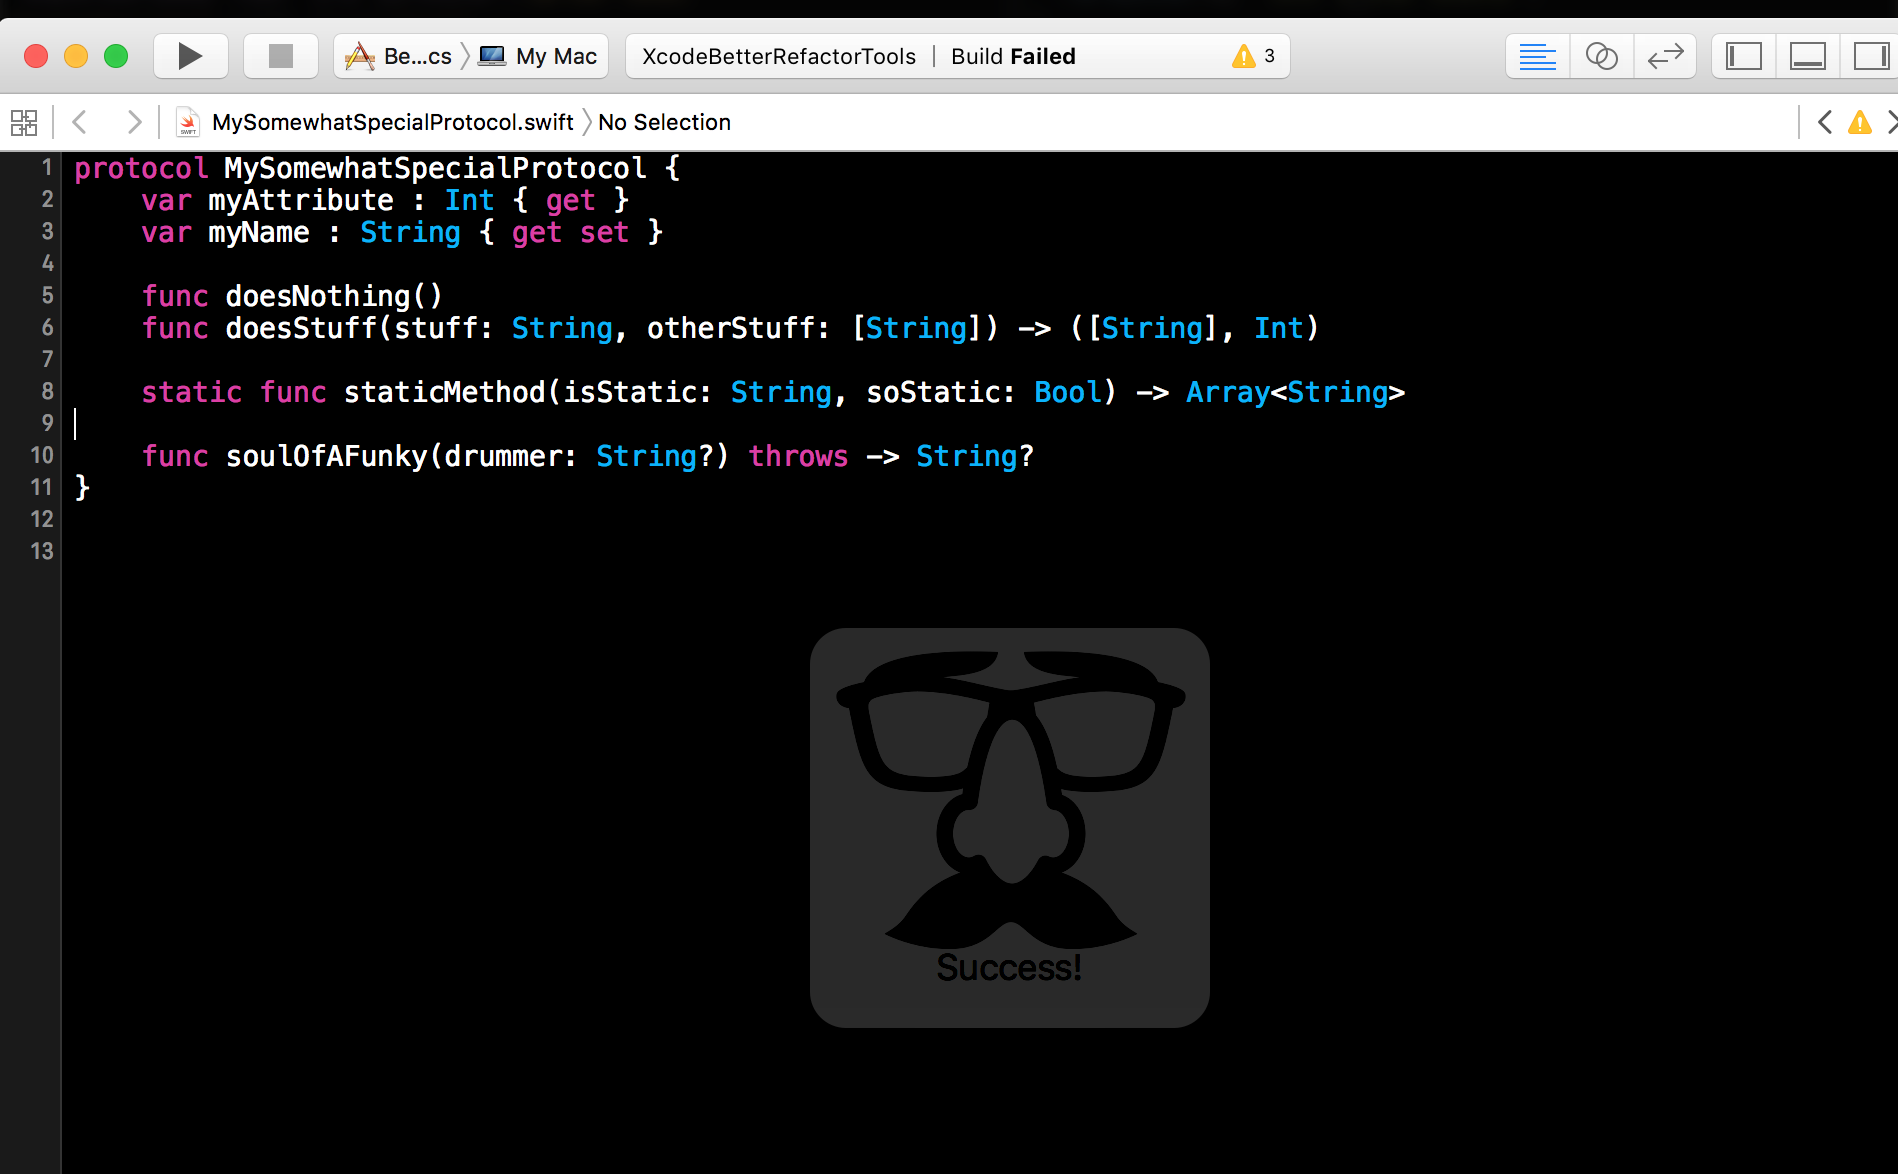 Be...cs My Mac XcodeBetterRefactorTools | Build Failed 3
MySomewhatSpecialProtocol.swift No Selection
SWIFT
1 protocol MySomewhatSpecialProtocol {
2 var myAttribute : Int { get }
3 var myName : String { get set }
4
5 func doesNothing()
6 func doesStuff(stuff: String, otherStuff: [String]) -> ([String], Int)
7
8 static func staticMethod(isStatic: String, soStatic: Bool) -> Array<String>
9
10 func soulOfAFunky(drummer: String?) throws -> String?
11 }
12
13
Success!